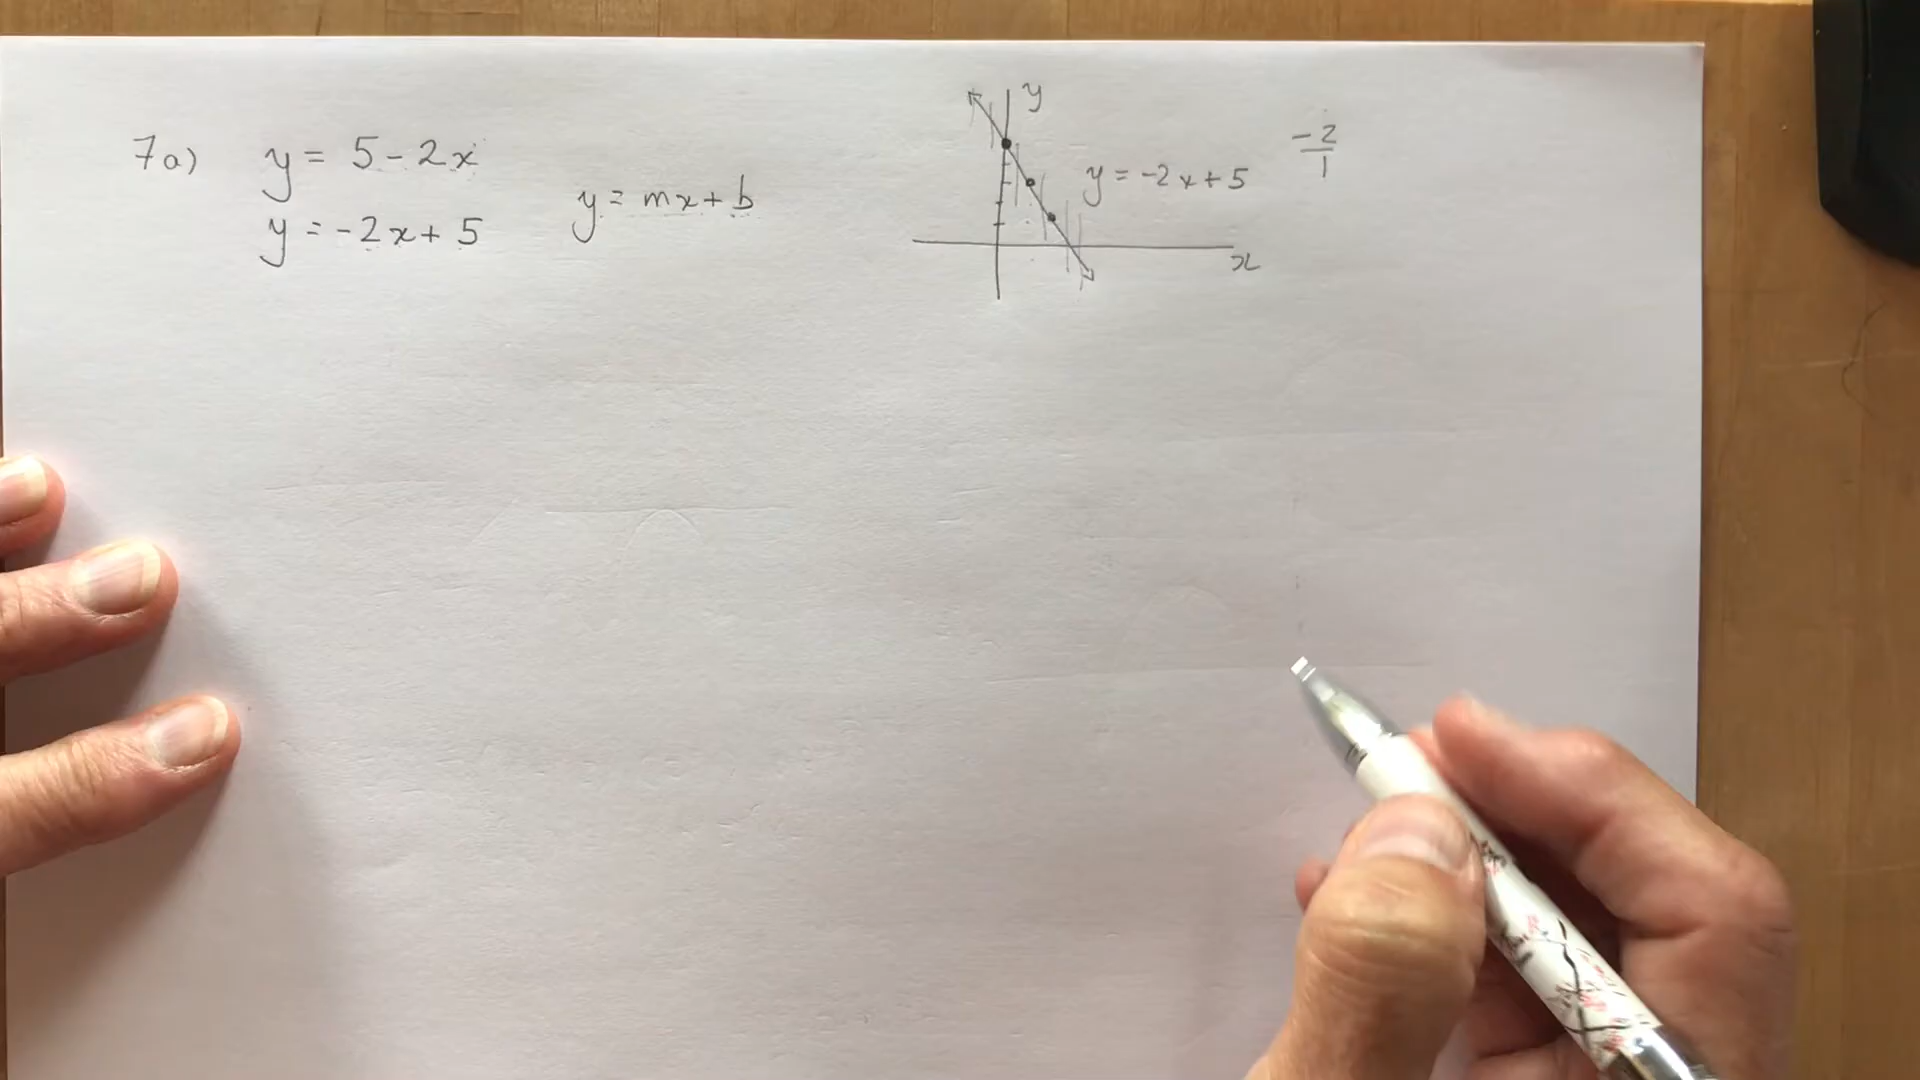 7a) y = 5 - 2x
y = -2x + 5
y = mx + b
y
y = -2x + 5
x
-2/1